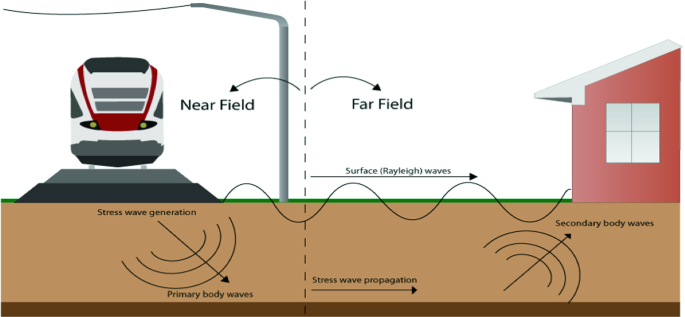 Near Field
Far Field
Surface (Rayleigh) waves
Stress wave generation
Secondary body waves
Primary body waves
Stress wave propagation